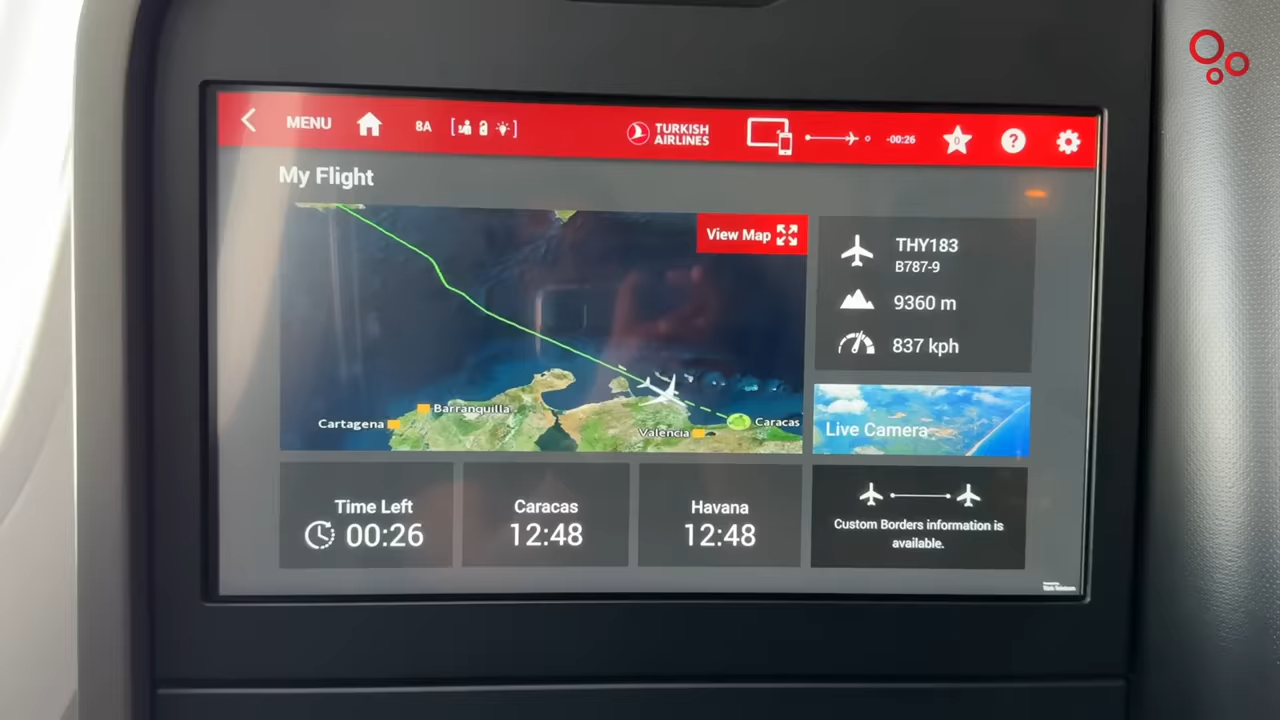 MENU
8A
TURKISH
AIRLINES
-00:26
0
?
My Flight
View Map
THY183
B787-9
9360 m
837 kph
Barranquilla
Cartagena
Valencia
Caracas
Live Camera
Time Left
00:26
Caracas
12:48
Havana
12:48
Custom Borders information is
available.